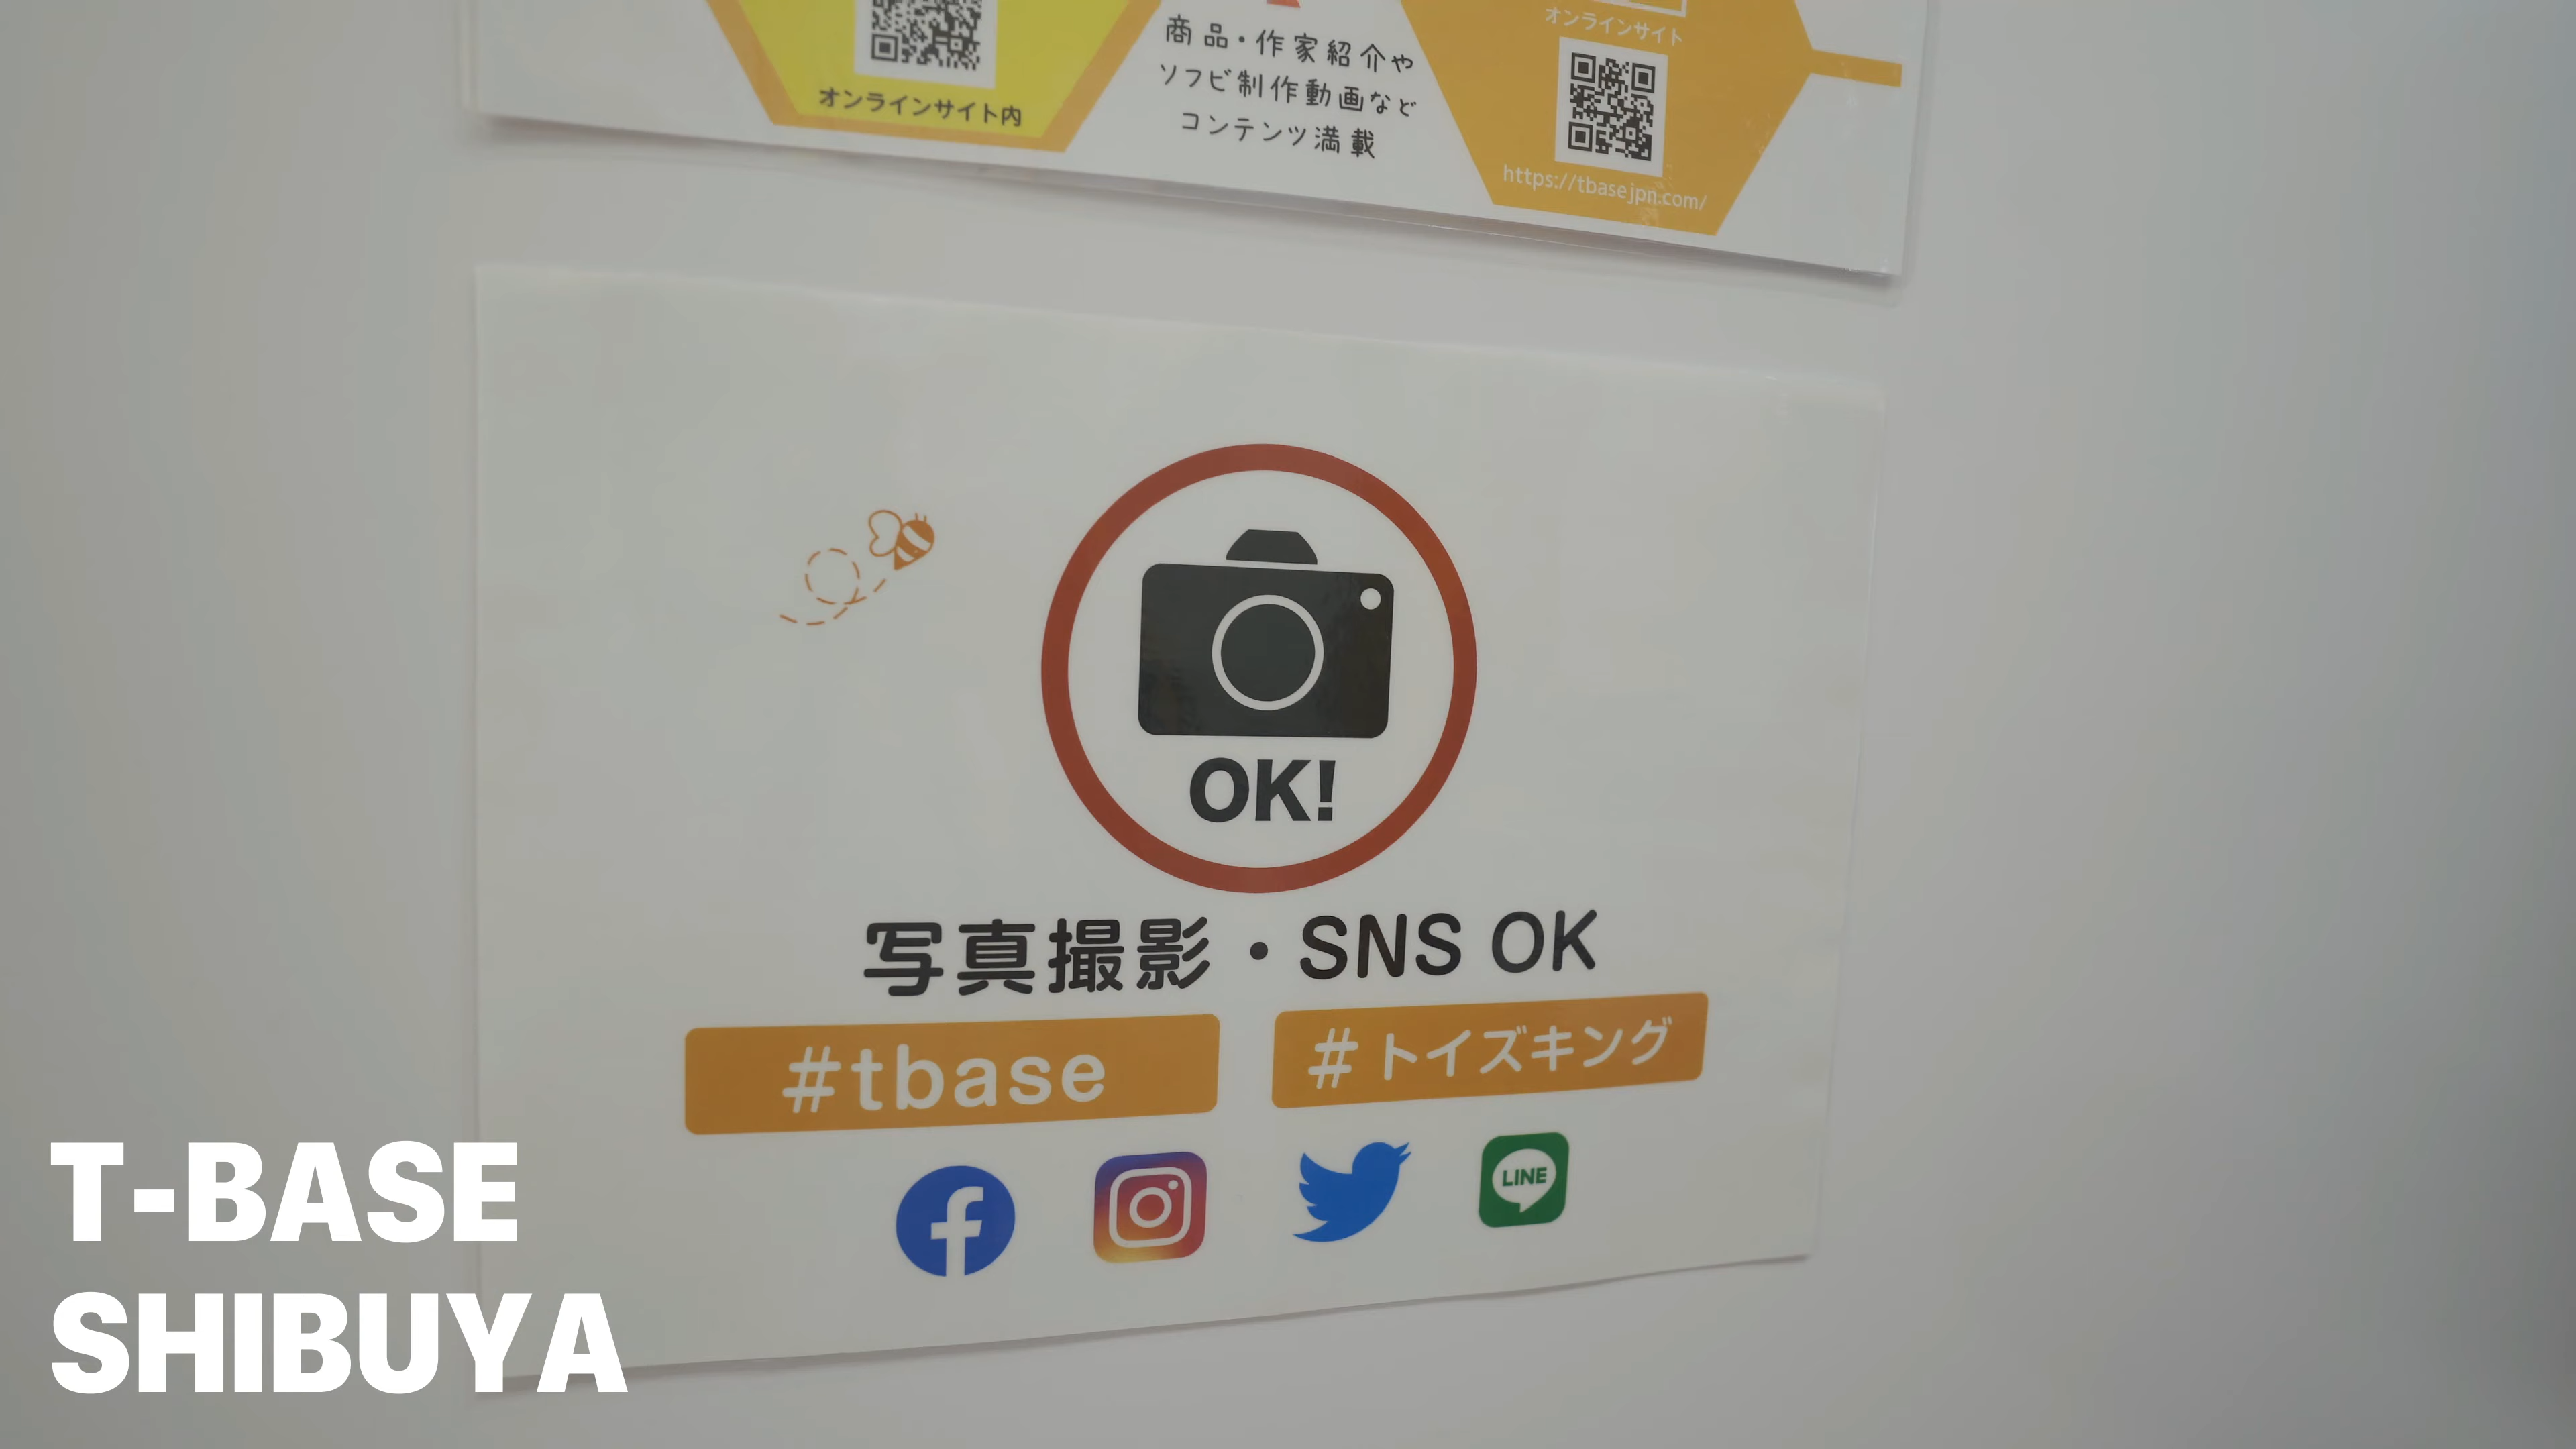 オンラインサイト内
商品・作家紹介や
ソフビ制作動画など
コンテンツ満載
オンラインサイト
https://tbasejpn.com/
OK!
写真撮影・SNS OK
#tbase
#トイズキング
LINE
T-BASE
SHIBUYA